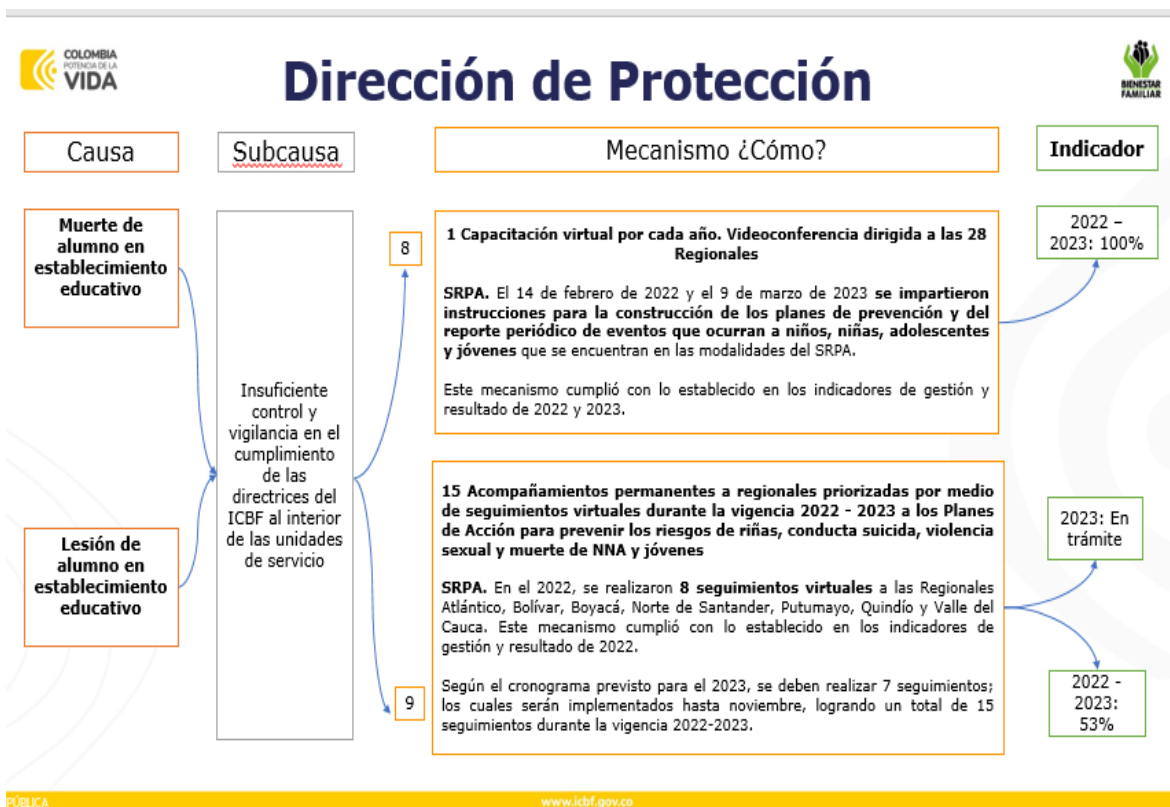 COLOMBIA
POTENCIA DE LA
VIDA
Dirección de Protección
BIENESTAR
FAMILIAR
Causa
Subcausa
Mecanismo ¿Cómo?
Indicador
Muerte de
alumno en
establecimiento
educativo
Lesión de
alumno en
establecimiento
educativo
Insuficiente
control y
vigilancia en el
cumplimiento
de las
directrices del
ICBF al interior
de las unidades
de servicio
8
1 Capacitación virtual por cada año. Videoconferencia dirigida a las 28
Regionales
SRPA. El 14 de febrero de 2022 y el 9 de marzo de 2023 se impartieron
instrucciones para la construcción de los planes de prevención y del
reporte periódico de eventos que ocurran a niños, niñas, adolescentes
y jóvenes que se encuentran en las modalidades del SRPA.
Este mecanismo cumplió con lo establecido en los indicadores de gestión y
resultado de 2022 y 2023.
2022 –
2023: 100%
9
15 Acompañamientos permanentes a regionales priorizadas por medio
de seguimientos virtuales durante la vigencia 2022 - 2023 a los Planes
de Acción para prevenir los riesgos de riñas, conducta suicida, violencia
sexual y muerte de NNA y jóvenes
SRPA. En el 2022, se realizaron 8 seguimientos virtuales a las Regionales
Atlántico, Bolívar, Boyacá, Norte de Santander, Putumayo, Quindío y Valle del
Cauca. Este mecanismo cumplió con lo establecido en los indicadores de
gestión y resultado de 2022.
Según el cronograma previsto para el 2023, se deben realizar 7 seguimientos;
los cuales serán implementados hasta noviembre, logrando un total de 15
seguimientos durante la vigencia 2022-2023.
2023: En
trámite
2022 -
2023:
53%
PÚBLICA
www.icbf.gov.co